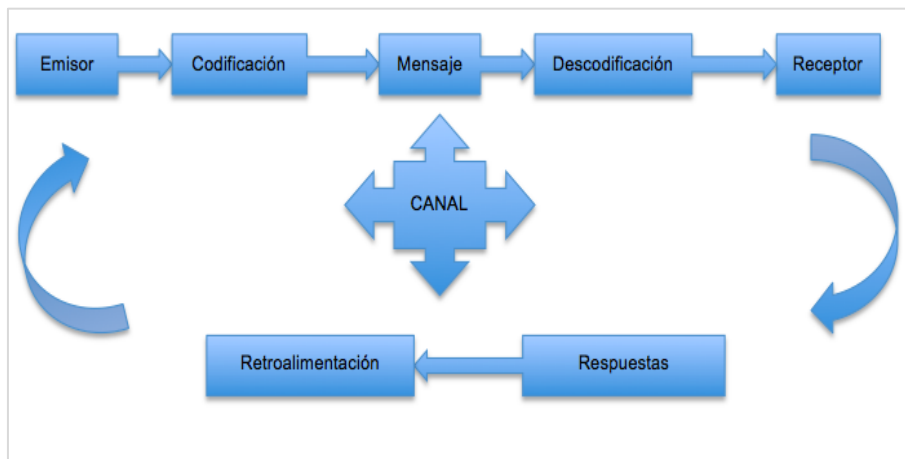 Emisor
Codificación
Mensaje
Descodificación
Receptor
CANAL
Retroalimentación
Respuestas